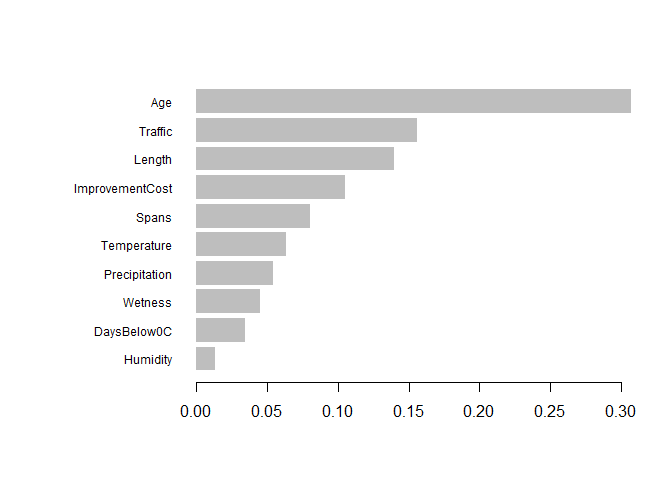 Age
Traffic
Length
ImprovementCost
Spans
Temperature
Precipitation
Wetness
DaysBelow0C
Humidity
0.00 0.05 0.10 0.15 0.20 0.25 0.30